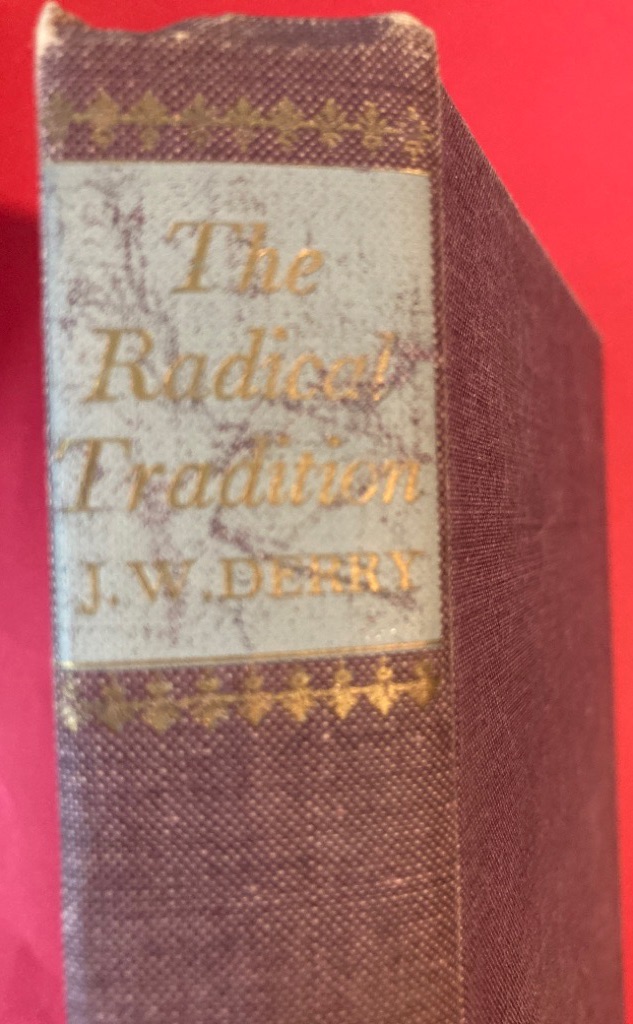 The
Radical
Tradition
J.W.DERRY